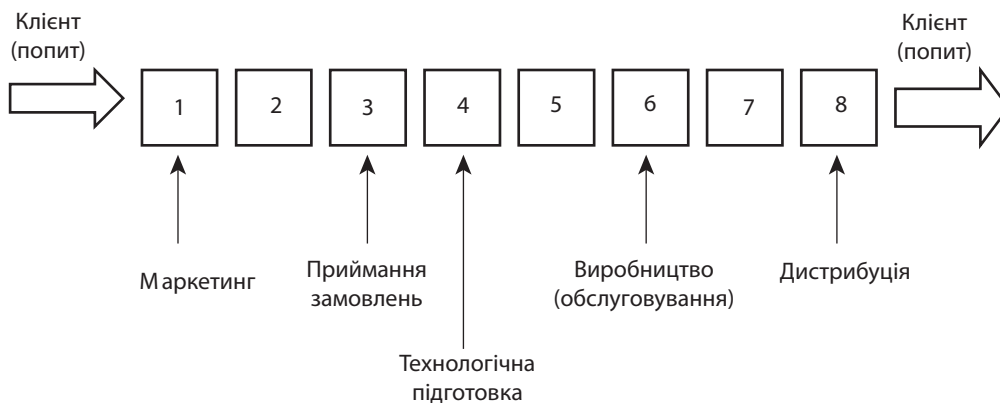 Клієнт
(попит)
Клієнт
(попит)
1
2
3
4
5
6
7
8
Маркетинг
Приймання
замовлень
Виробництво
(обслуговування)
Дистрибуція
Технологічна
підготовка